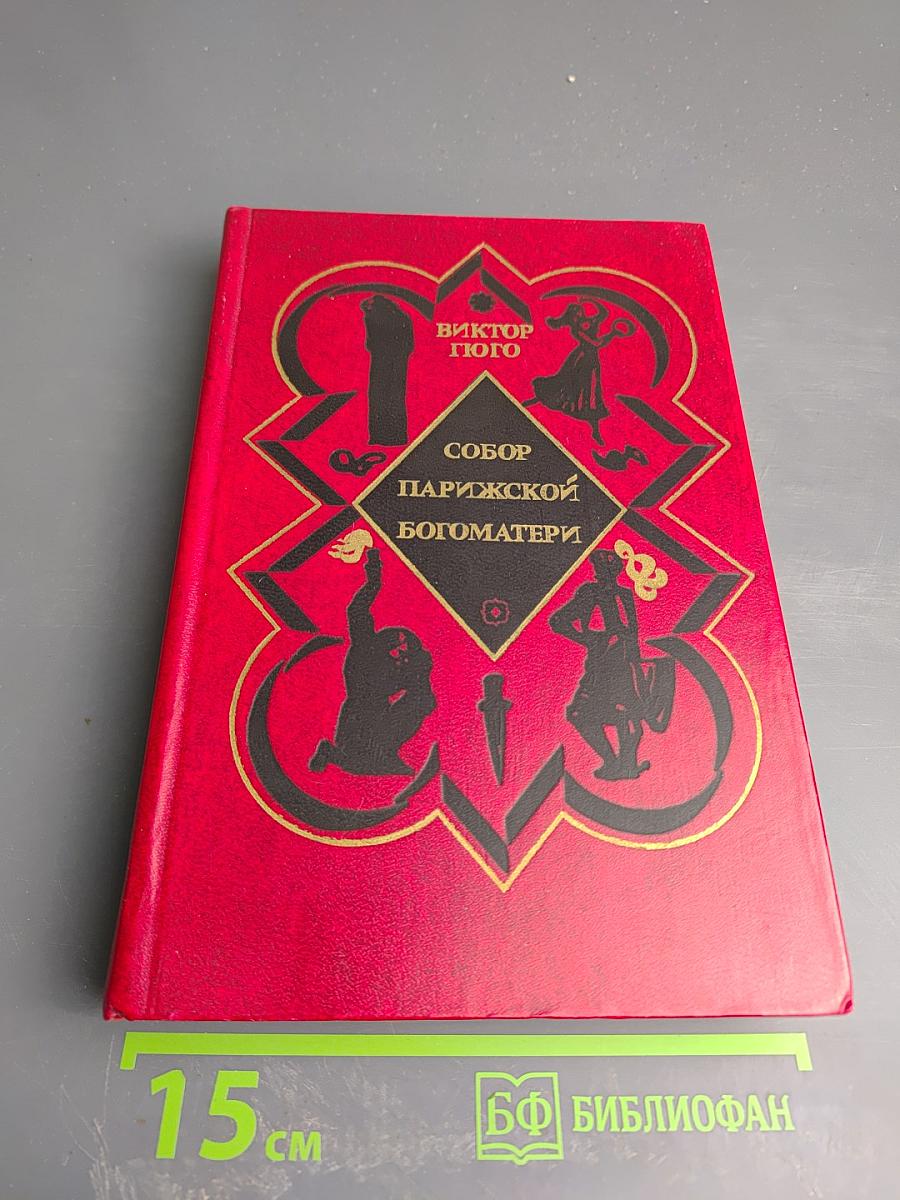 ВИКТОР
ГЮГО
СОБОР
ПАРИЖСКОЙ
БОГОМАТЕРИ
15 см
БФ БИБЛИОФАН